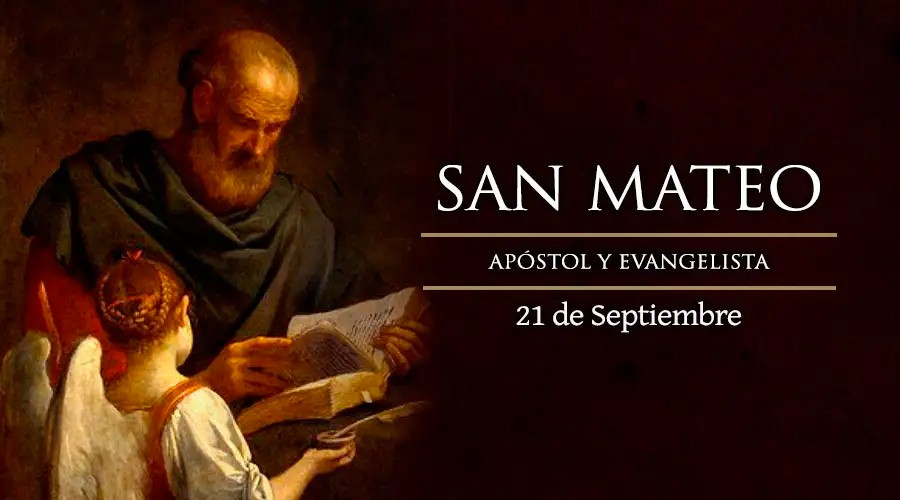 SAN MATEO
APÓSTOL Y EVANGELISTA
21 de Septiembre